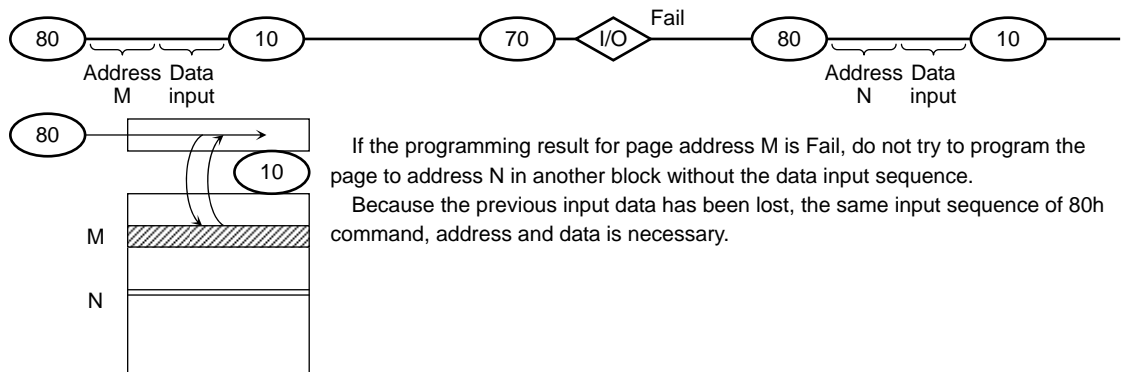 Fail
80 10 70 I/O 80 10
Address Data Address Data
M input N input
80
If the programming result for page address M is Fail, do not try to program the
10
page to address N in another block without the data input sequence.
Because the previous input data has been lost, the same input sequence of 80h
M
command, address and data is necessary.
N